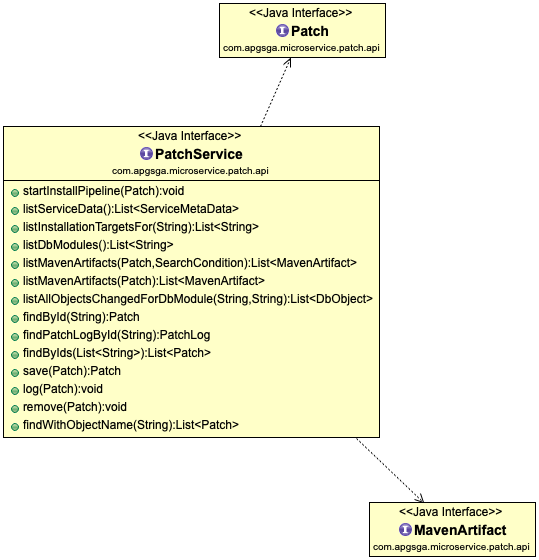 <<Java Interface>>
Patch
com.apgsga.microservice.patch.api
<<Java Interface>>
PatchService
com.apgsga.microservice.patch.api
startInstallPipeline(Patch):void
listServiceData():List<ServiceMetaData>
listInstallationTargetsFor(String):List<String>
listDbModules():List<String>
listMavenArtifacts(Patch,SearchCondition):List<MavenArtifact>
listMavenArtifacts(Patch):List<MavenArtifact>
listAllObjectsChangedForDbModule(String,String):List<DbObject>
findById(String):Patch
findPatchLogById(String):PatchLog
findByIds(List<String>):List<Patch>
save(Patch):Patch
log(Patch):void
remove(Patch):void
findWithObjectName(String):List<Patch>
<<Java Interface>>
MavenArtifact
com.apgsga.microservice.patch.api